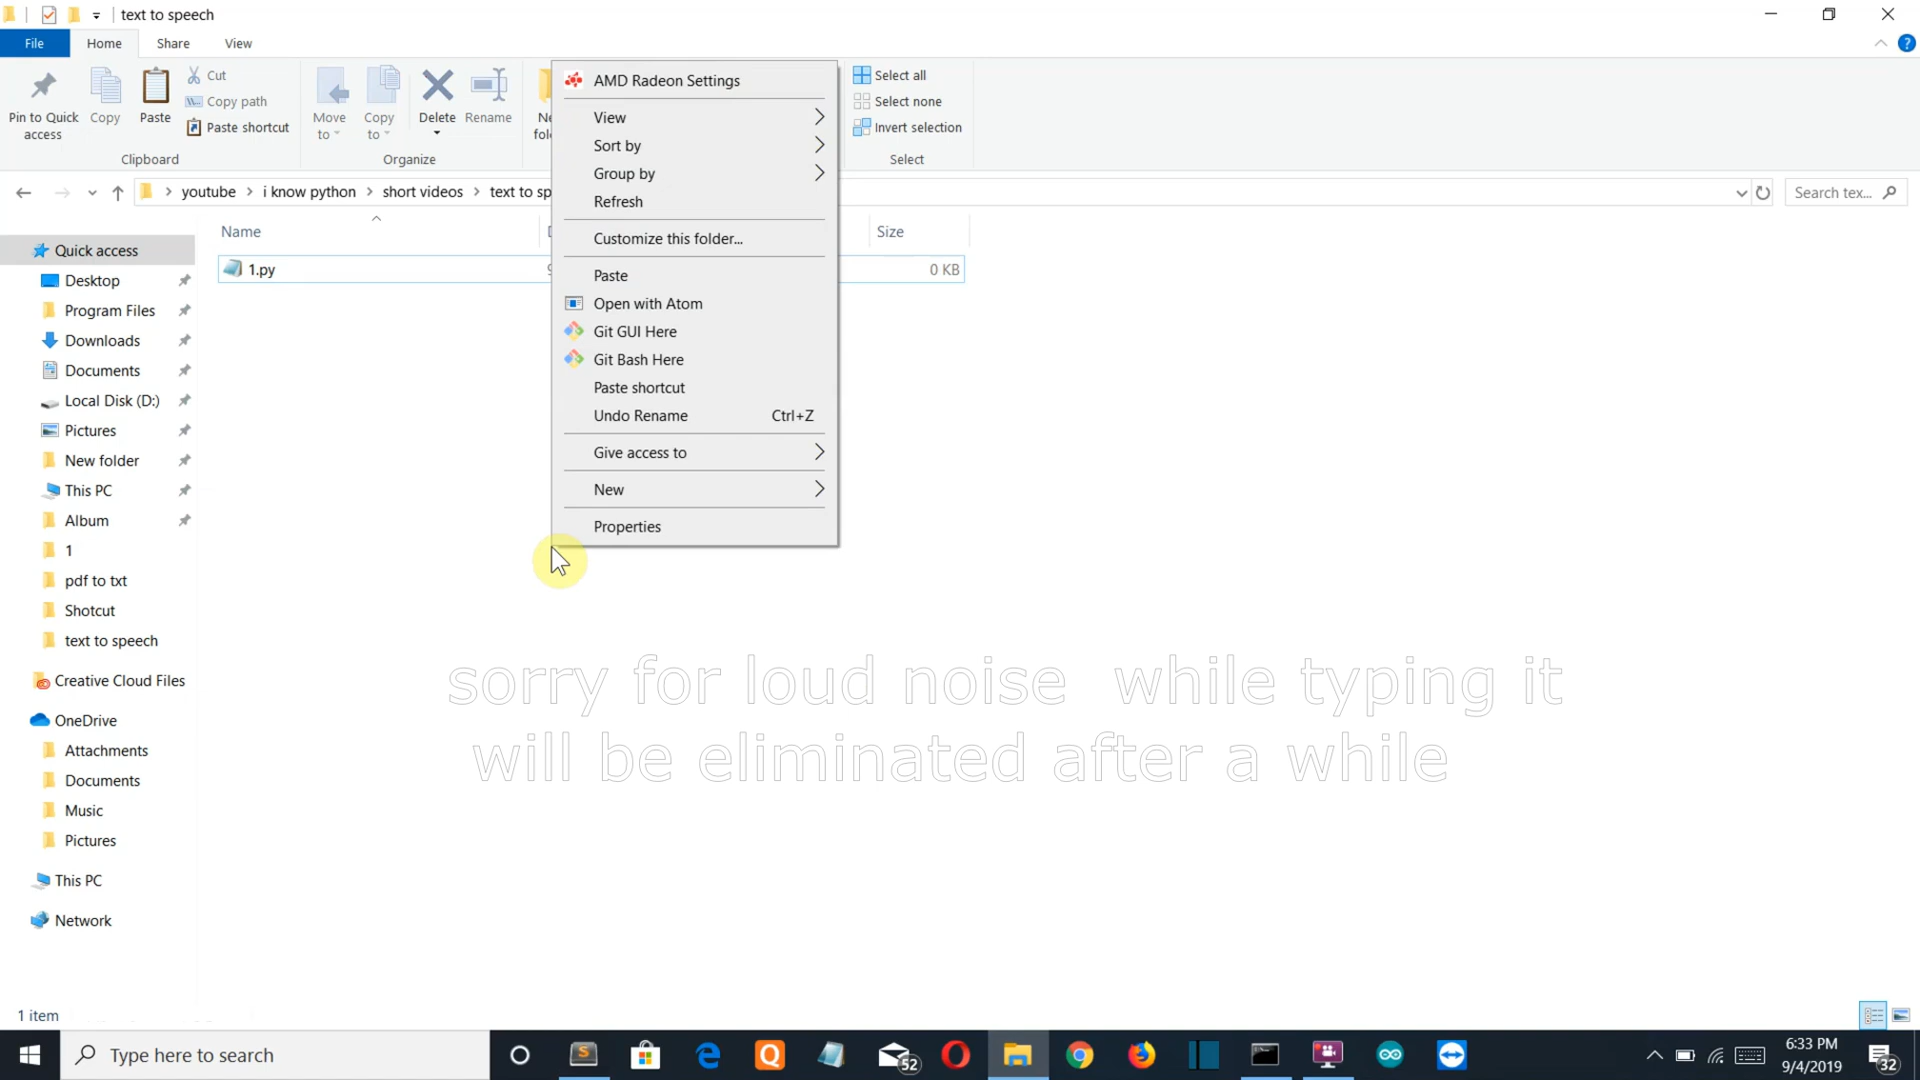 text to speech
File Home Share View
Pin to Quick access
Copy
Paste
Cut
Copy path
Paste shortcut
Clipboard
Move to
Copy to
Delete
Rename
Organize
Select all
Select none
Invert selection
Select
youtube > i know python > short videos > text to sp
Search tex...
Name
Size
1.py
0 KB
AMD Radeon Settings
View
Sort by
Group by
Refresh
Customize this folder...
Paste
Open with Atom
Git GUI Here
Git Bash Here
Paste shortcut
Undo Rename Ctrl+Z
Give access to
New
Properties
Quick access
Desktop
Program Files
Downloads
Documents
Local Disk (D:)
Pictures
New folder
This PC
Album
1
pdf to txt
Shotcut
text to speech
Creative Cloud Files
OneDrive
Attachments
Documents
Music
Pictures
This PC
Network
sorry for loud noise while typing it
will be eliminated after a while
1 item
Type here to search
52
6:33 PM
9/4/2019
32